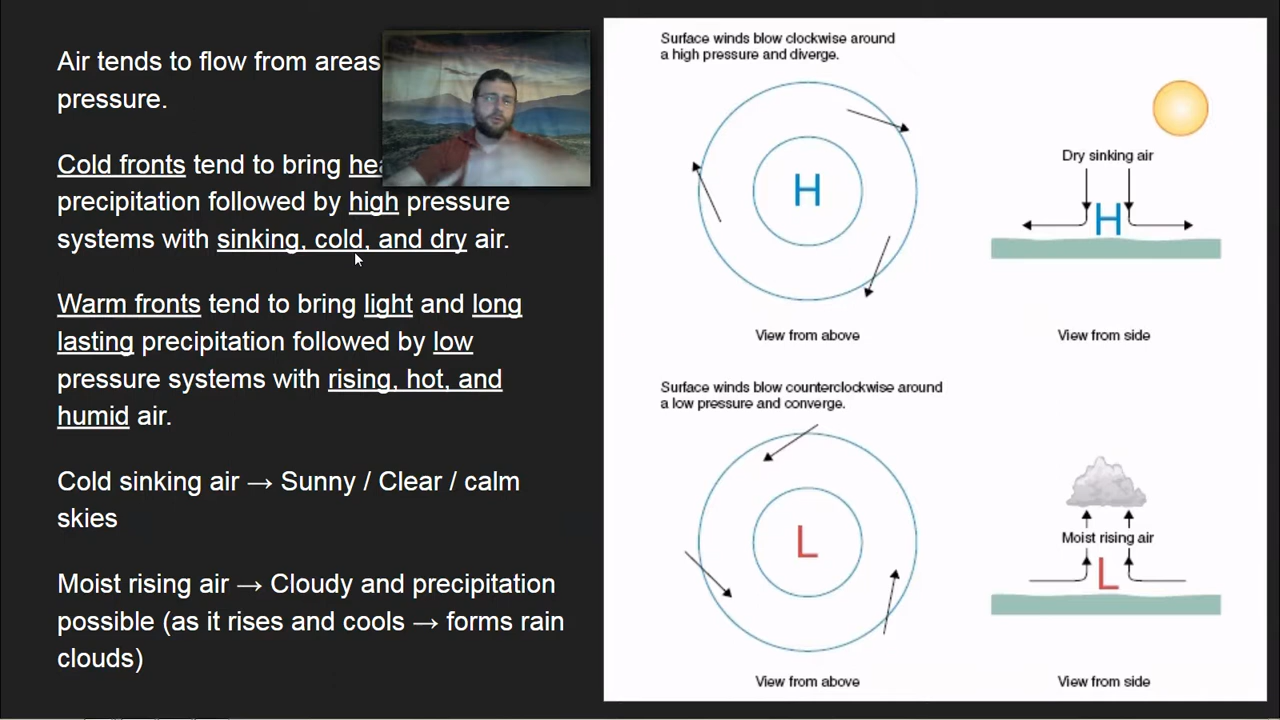 Air tends to flow from areas
pressure.
Cold fronts tend to bring
precipitation followed by high pressure
systems with sinking, cold, and dry air.
Warm fronts tend to bring light and long
lasting precipitation followed by low
pressure systems with rising, hot, and
humid air.
Cold sinking air → Sunny / Clear / calm
skies
Moist rising air → Cloudy and precipitation
possible (as it rises and cools → forms rain
clouds)
Surface winds blow clockwise around
a high pressure and diverge.
H
View from above
Dry sinking air
H
View from side
Surface winds blow counterclockwise around
a low pressure and converge.
L
View from above
Moist rising air
L
View from side